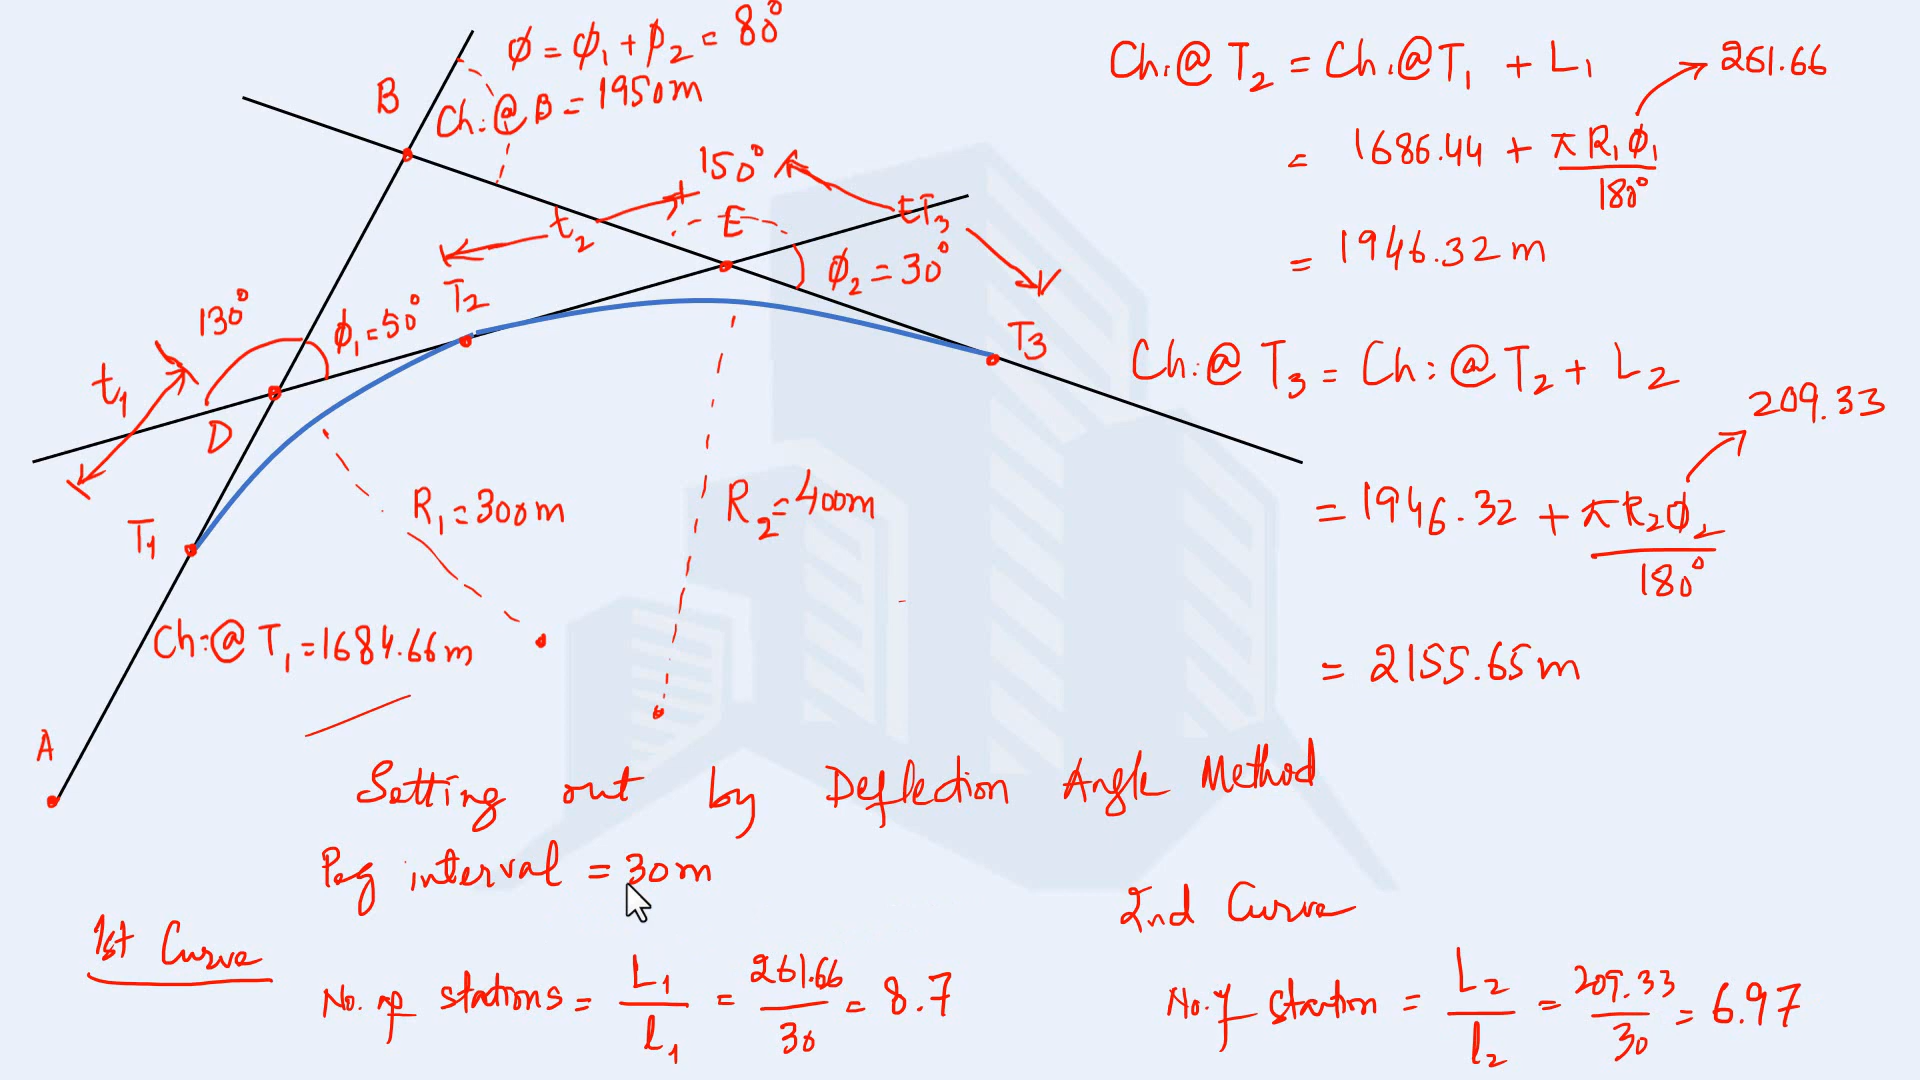 ϕ = ϕ₁ + ρ₂ = 80°
B
Ch:@ B = 1950m
150°
t₂
E
tT₃
ϕ₂ = 30°
T₂
130°
ϕ₁=50°
t₁
D
T₃
T₁
R₁=300m
R₂=400m
Ch:@ T₁=1684.66m
A
Ch.@ T₂ = Ch.@T₁ + L₁
261.66
= 1686.44 + πR₁ϕ₁/180°
= 1946.32 m
Ch:@ T₃ = Ch:@ T₂ + L₂
209.33
= 1946.32 + πR₂ϕ₂/180°
= 2155.65m
Setting out by Deflection Angle Method
Peg interval = 30m
1st Curve
No. of stations = L₁/l₁ = 261.66/30 = 8.7
2nd Curve
No. of station = L₂/l₂ = 209.33/30 = 6.97